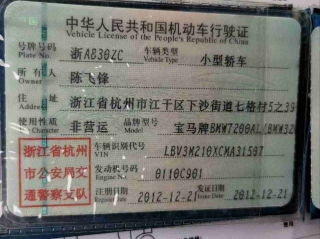 中华人民共和国机动车行驶证
Vehicle License of the People's Republic of China
号牌号码 浙A830ZC 车辆类型 小型轿车
Plate No. Vehicle Type
所有人 陈飞锋
Owner
住址 浙江省杭州市江干区下沙街道七格村5之39
Address
使用性质 非营运 品牌型号 宝马牌BMW7200AL(BMW32
Use Character Model
浙江省杭州 车辆识别代号 LBV3M210XCMA31507
VIN
市公安局交 发动机号码 0110C901
Engine No.
通警察支队 注册日期 2012-12-21 发证日期 2012-12-21
Register Date Issue Date